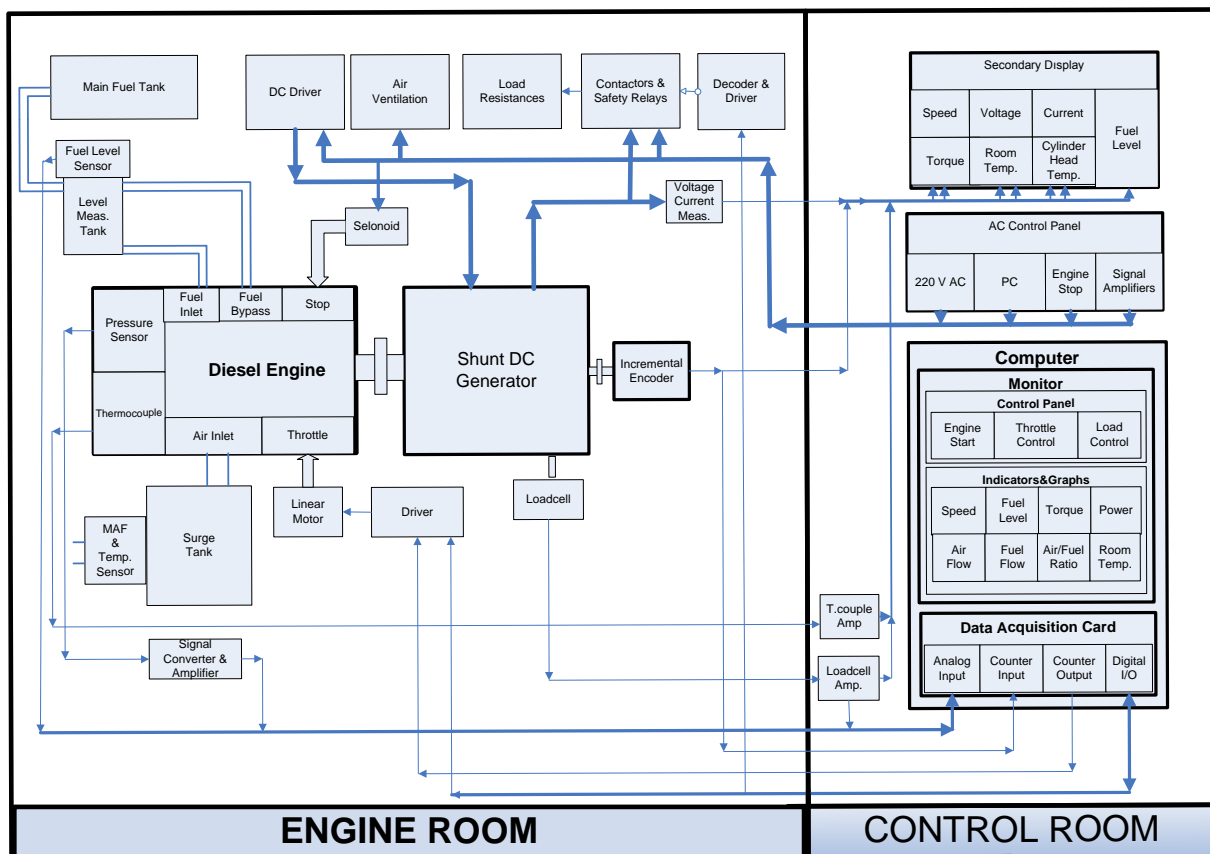 Main Fuel Tank
DC Driver
Air
Ventilation
Load
Resistances
Contactors &
Safety Relays
Decoder &
Driver
Fuel Level
Sensor
Level
Meas.
Tank
Selonoid
Voltage
Current
Meas.
Pressure
Sensor
Fuel
Inlet
Fuel
Bypass
Stop
Diesel Engine
Thermocouple
Air Inlet
Throttle
Shunt DC
Generator
Incremental
Encoder
MAF
&
Temp.
Sensor
Surge
Tank
Linear
Motor
Driver
Loadcell
Signal
Converter &
Amplifier
T.couple
Amp
Loadcell
Amp.
ENGINE ROOM
Secondary Dısplay
Speed
Voltage
Current
Fuel
Level
Torque
Room
Temp.
Cylinder
Head
Temp.
AC Control Panel
220 V AC
PC
Engine
Stop
Signal
Amplifiers
Computer
Monitor
Control Panel
Engine
Start
Throttle
Control
Load
Control
Indicators&Graphs
Speed
Fuel
Level
Torque
Power
Air
Flow
Fuel
Flow
Air/Fuel
Ratio
Room
Temp.
Data Acquisition Card
Analog
Input
Counter
Input
Counter
Output
Digital
I/O
CONTROL ROOM